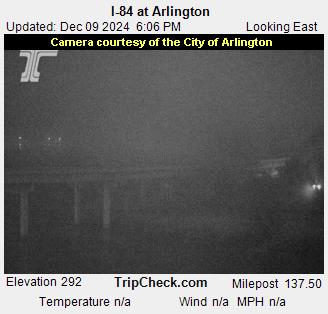 I-84 at Arlington
Updated: Dec 09 2024 6:06 PM Looking East
Camera courtesy of the City of Arlington
Elevation 292 TripCheck.com Milepost 137.50
Temperature n/a Wind n/a MPH n/a